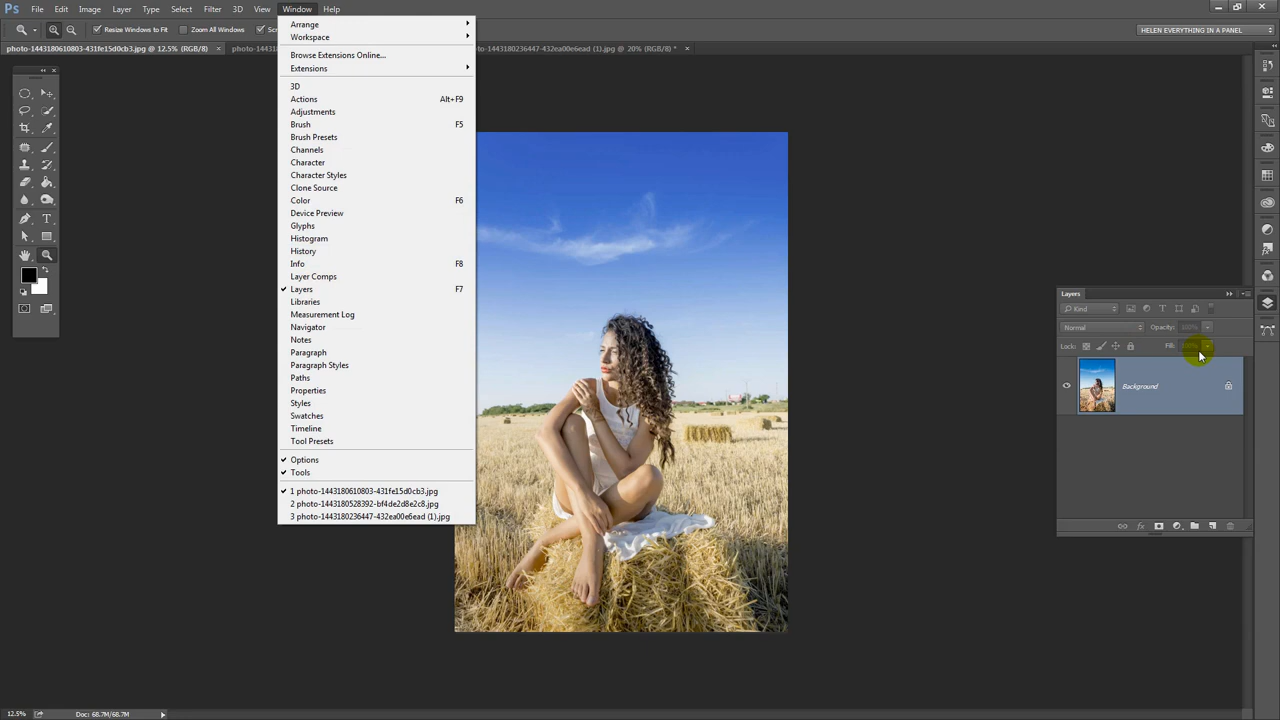 Ps File Edit Image Layer Type Select Filter 3D View Window Help
Resize Windows to Fit Zoom All Windows
HELEN EVERYTHING IN A PANEL
photo-1443180610803-431fe15d0cb3.jpg @ 12.5% (RGB/8) ×
432ea00e6ead (1).jpg @ 20% (RGB/8) * ×
Arrange
Workspace
Browse Extensions Online...
Extensions
3D
Actions Alt+F9
Adjustments
Brush F5
Brush Presets
Channels
Character
Character Styles
Clone Source
Color F6
Device Preview
Glyphs
Histogram
History
Info F8
Layer Comps
Layers F7
Libraries
Measurement Log
Navigator
Notes
Paragraph
Paragraph Styles
Paths
Properties
Styles
Swatches
Timeline
Tool Presets
Options
Tools
1 photo-1443180610803-431fe15d0cb3.jpg
2 photo-1443180528392-bf4de2d8e2c8.jpg
3 photo-1443180236447-432ea00e6ead (1).jpg
Layers
Kind
Normal Opacity: 100%
Lock: Fill: 100%
Background
12.5% Doc: 68.7M/68.7M